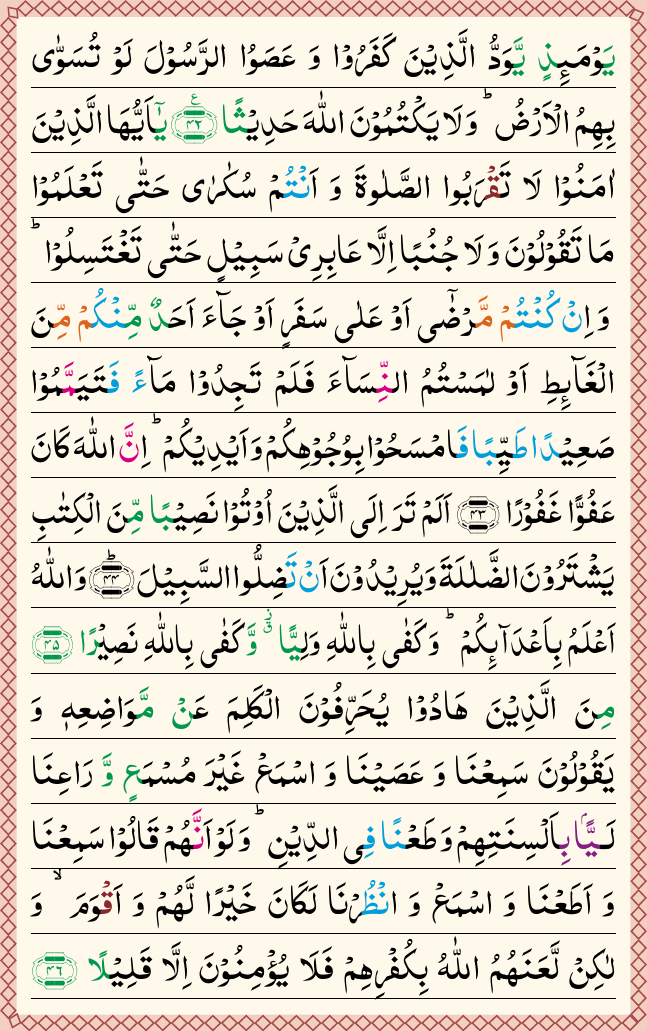 يَوْمَىِٕذٍ يَّوَدُّ الَّذِيْنَ كَفَرُوْا وَ عَصَوُا الرَّسُوْلَ لَوْ تُسَوّٰى
بِهِمُ الْاَرْضُ ؕ وَ لَا يَكْتُمُوْنَ اللّٰهَ حَدِيْثًا ࣖ ﴿۴۲﴾ يٰۤاَيُّهَا الَّذِيْنَ
اٰمَنُوْا لَا تَقْرَبُوا الصَّلٰوةَ وَ اَنْتُمْ سُكٰرٰى حَتّٰى تَعْلَمُوْا
مَا تَقُوْلُوْنَ وَ لَا جُنُبًا اِلَّا عَابِرِيْ سَبِيْلٍ حَتّٰى تَغْتَسِلُوْا ؕ
وَ اِنْ كُنْتُمْ مَّرْضٰۤى اَوْ عَلٰى سَفَرٍ اَوْ جَآءَ اَحَدٌ مِّنْكُمْ مِّنَ
الْغَآىِٕطِ اَوْ لٰمَسْتُمُ النِّسَآءَ فَلَمْ تَجِدُوْا مَآءً فَتَيَمَّمُوْا
صَعِيْدًا طَيِّبًا فَامْسَحُوْا بِوُجُوْهِكُمْ وَ اَيْدِيْكُمْ ؕ اِنَّ اللّٰهَ كَانَ
عَفُوًّا غَفُوْرًا ﴿۴۳﴾ اَلَمْ تَرَ اِلَى الَّذِيْنَ اُوْتُوْا نَصِيْبًا مِّنَ الْكِتٰبِ
يَشْتَرُوْنَ الضَّلٰلَةَ وَ يُرِيْدُوْنَ اَنْ تَضِلُّوا السَّبِيْلَ ؕ ﴿۴۴﴾ وَ اللّٰهُ
اَعْلَمُ بِاَعْدَآىِٕكُمْ ؕ وَ كَفٰى بِاللّٰهِ وَلِيًّا ؗۗ وَّ كَفٰى بِاللّٰهِ نَصِيْرًا ﴿۴۵﴾
مِنَ الَّذِيْنَ هَادُوْا يُحَرِّفُوْنَ الْكَلِمَ عَنْ مَّوَاضِعِهٖ وَ
يَقُوْلُوْنَ سَمِعْنَا وَ عَصَيْنَا وَ اسْمَعْ غَيْرَ مُسْمَعٍ وَّ رَاعِنَا
لَيًّۢا بِاَلْسِنَتِهِمْ وَ طَعْنًا فِي الدِّيْنِ ؕ وَ لَوْ اَنَّهُمْ قَالُوْا سَمِعْنَا
وَ اَطَعْنَا وَ اسْمَعْ وَ انْظُرْنَا لَكَانَ خَيْرًا لَّهُمْ وَ اَقْوَمَ ۙ وَ
لٰكِنْ لَّعَنَهُمُ اللّٰهُ بِكُفْرِهِمْ فَلَا يُؤْمِنُوْنَ اِلَّا قَلِيْلًا ﴿۴۶﴾